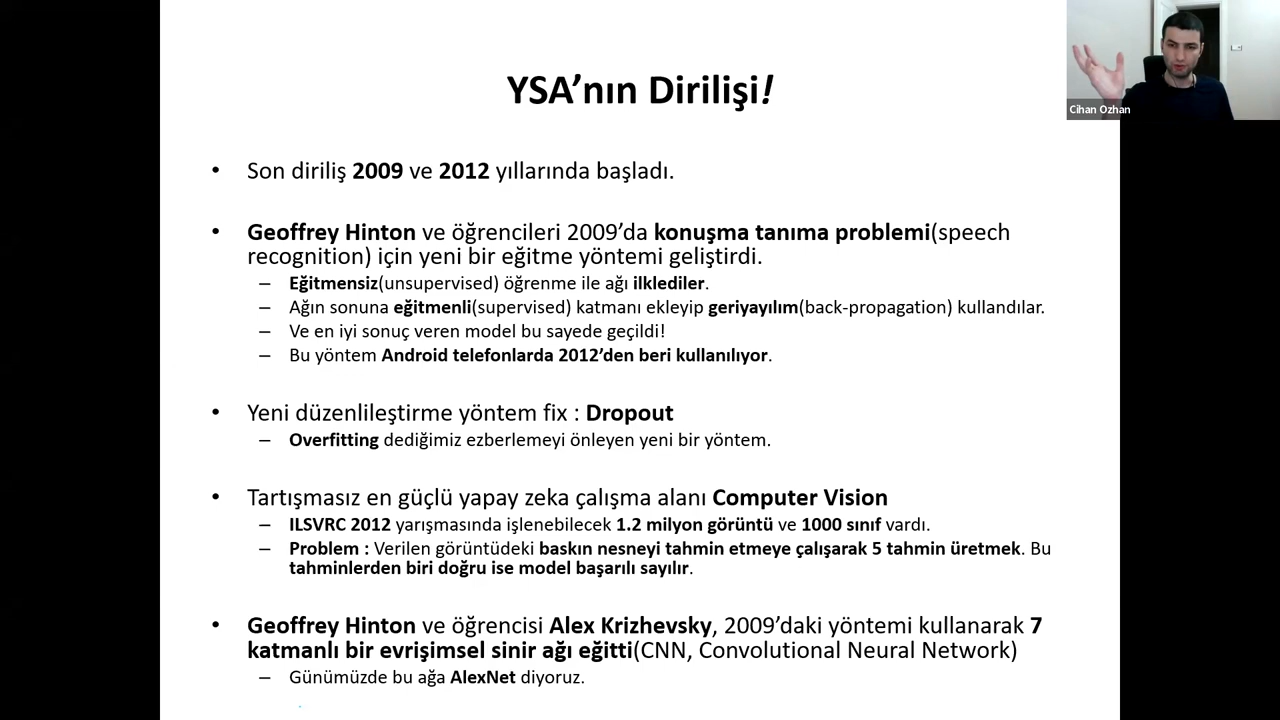 YSA’nın Dirilişi!
Cihan Ozhan
• Son diriliş 2009 ve 2012 yıllarında başladı.
• Geoffrey Hinton ve öğrencileri 2009’da konuşma tanıma problemi(speech
recognition) için yeni bir eğitme yöntemi geliştirdi.
– Eğitmensiz(unsupervised) öğrenme ile ağı ilklediler.
– Ağın sonuna eğitmenli(supervised) katmanı ekleyip geriyayılım(back-propagation) kullandılar.
– Ve en iyi sonuç veren model bu sayede geçildi!
– Bu yöntem Android telefonlarda 2012’den beri kullanılıyor.
• Yeni düzenlileştirme yöntem fix : Dropout
– Overfitting dediğimiz ezberlemeyi önleyen yeni bir yöntem.
• Tartışmasız en güçlü yapay zeka çalışma alanı Computer Vision
– ILSVRC 2012 yarışmasında işlenebilecek 1.2 milyon görüntü ve 1000 sınıf vardı.
– Problem : Verilen görüntüdeki baskın nesneyi tahmin etmeye çalışarak 5 tahmin üretmek. Bu
tahminlerden biri doğru ise model başarılı sayılır.
• Geoffrey Hinton ve öğrencisi Alex Krizhevsky, 2009’daki yöntemi kullanarak 7
katmanlı bir evrişimsel sinir ağı eğitti(CNN, Convolutional Neural Network)
– Günümüzde bu ağa AlexNet diyoruz.